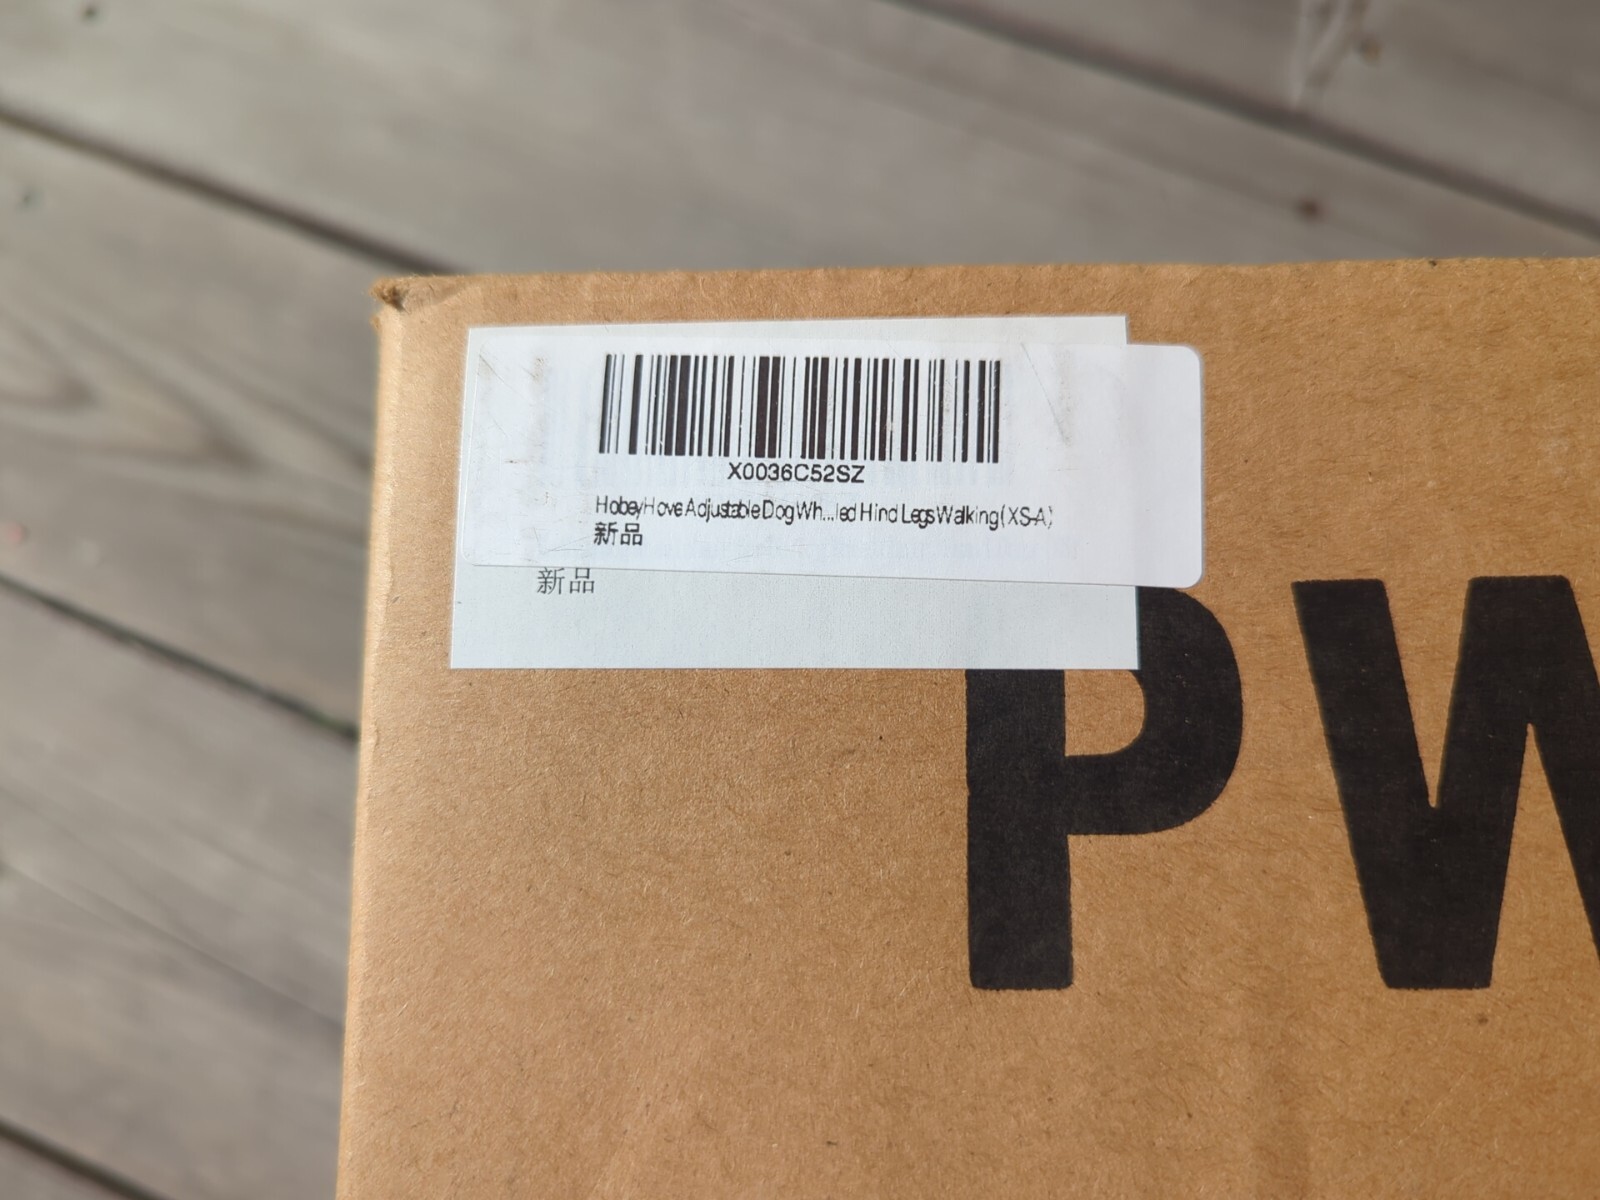 X0036C52SZ
HobeyHove Adjustable Dog Wh...led Hind Legs Walking (XS-A)
新品
新品
PW